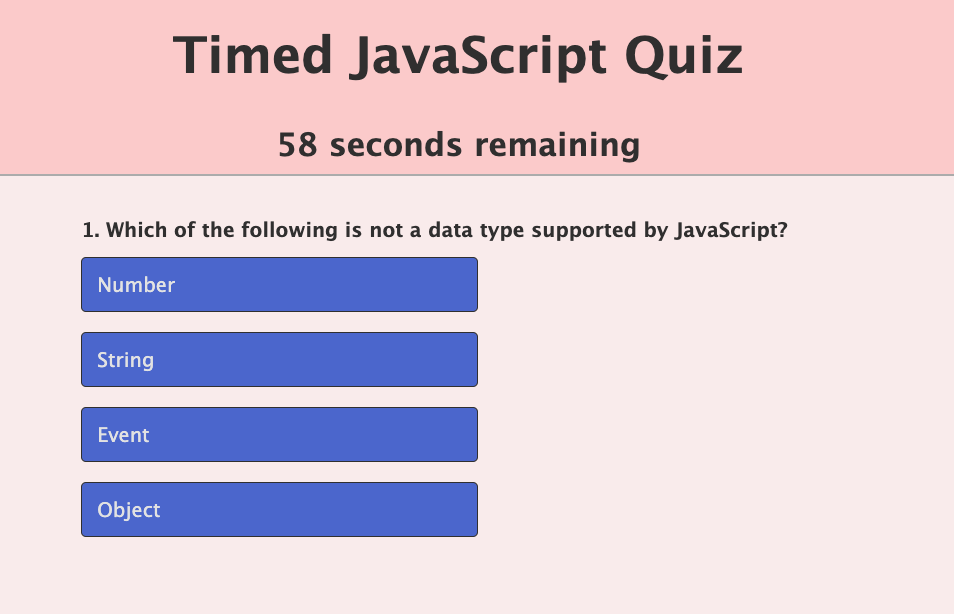 Timed JavaScript Quiz
58 seconds remaining
1. Which of the following is not a data type supported by JavaScript?
Number
String
Event
Object